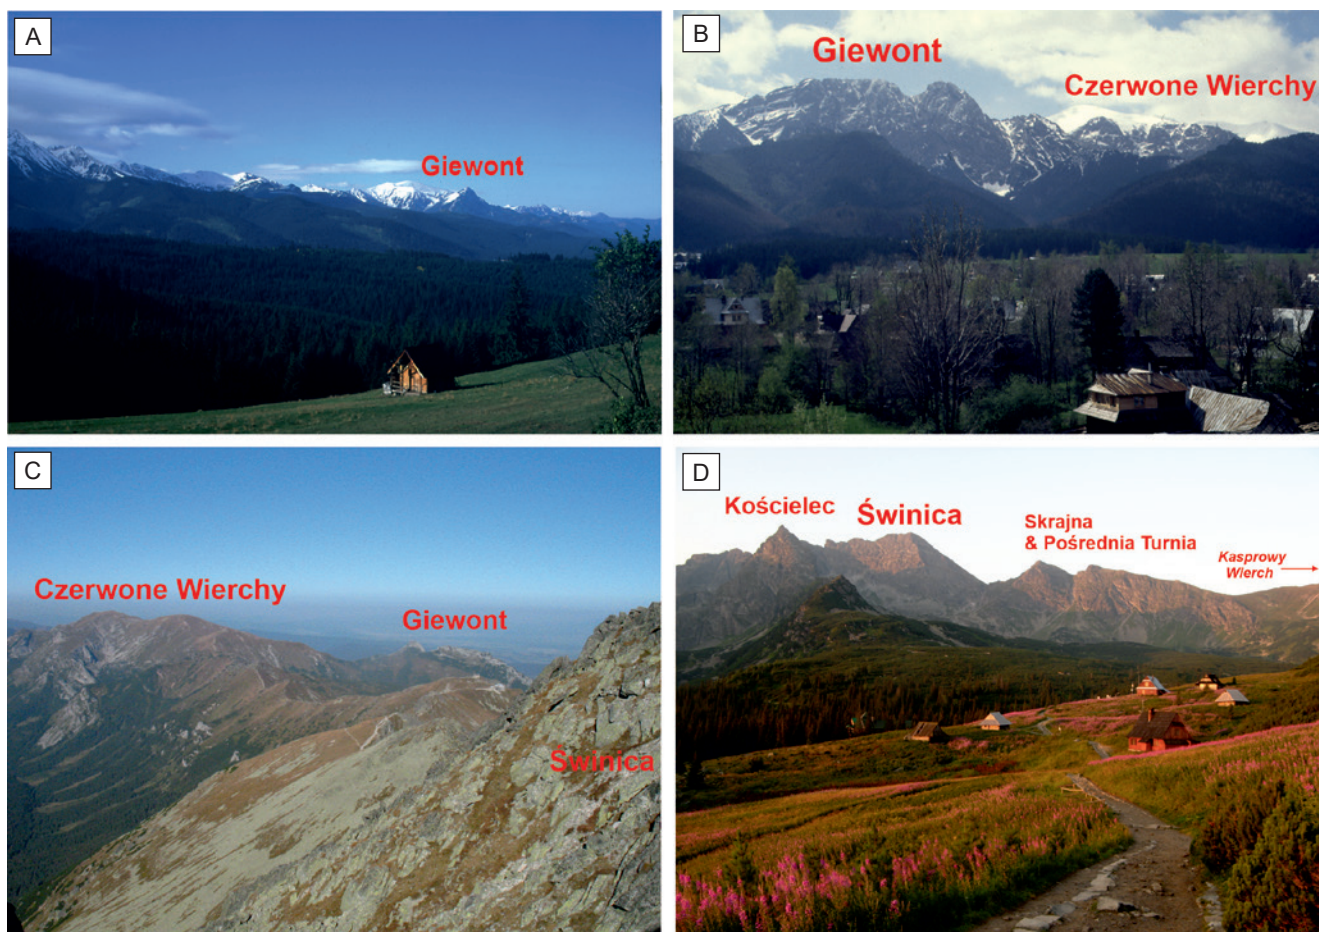 A
Giewont
B
Giewont
Czerwone Wierchy
C
Czerwone Wierchy
Giewont
Świnica
D
Kościelec
Świnica
Skrajna
& Pośrednia Turnia
Kasprowy
Wierch